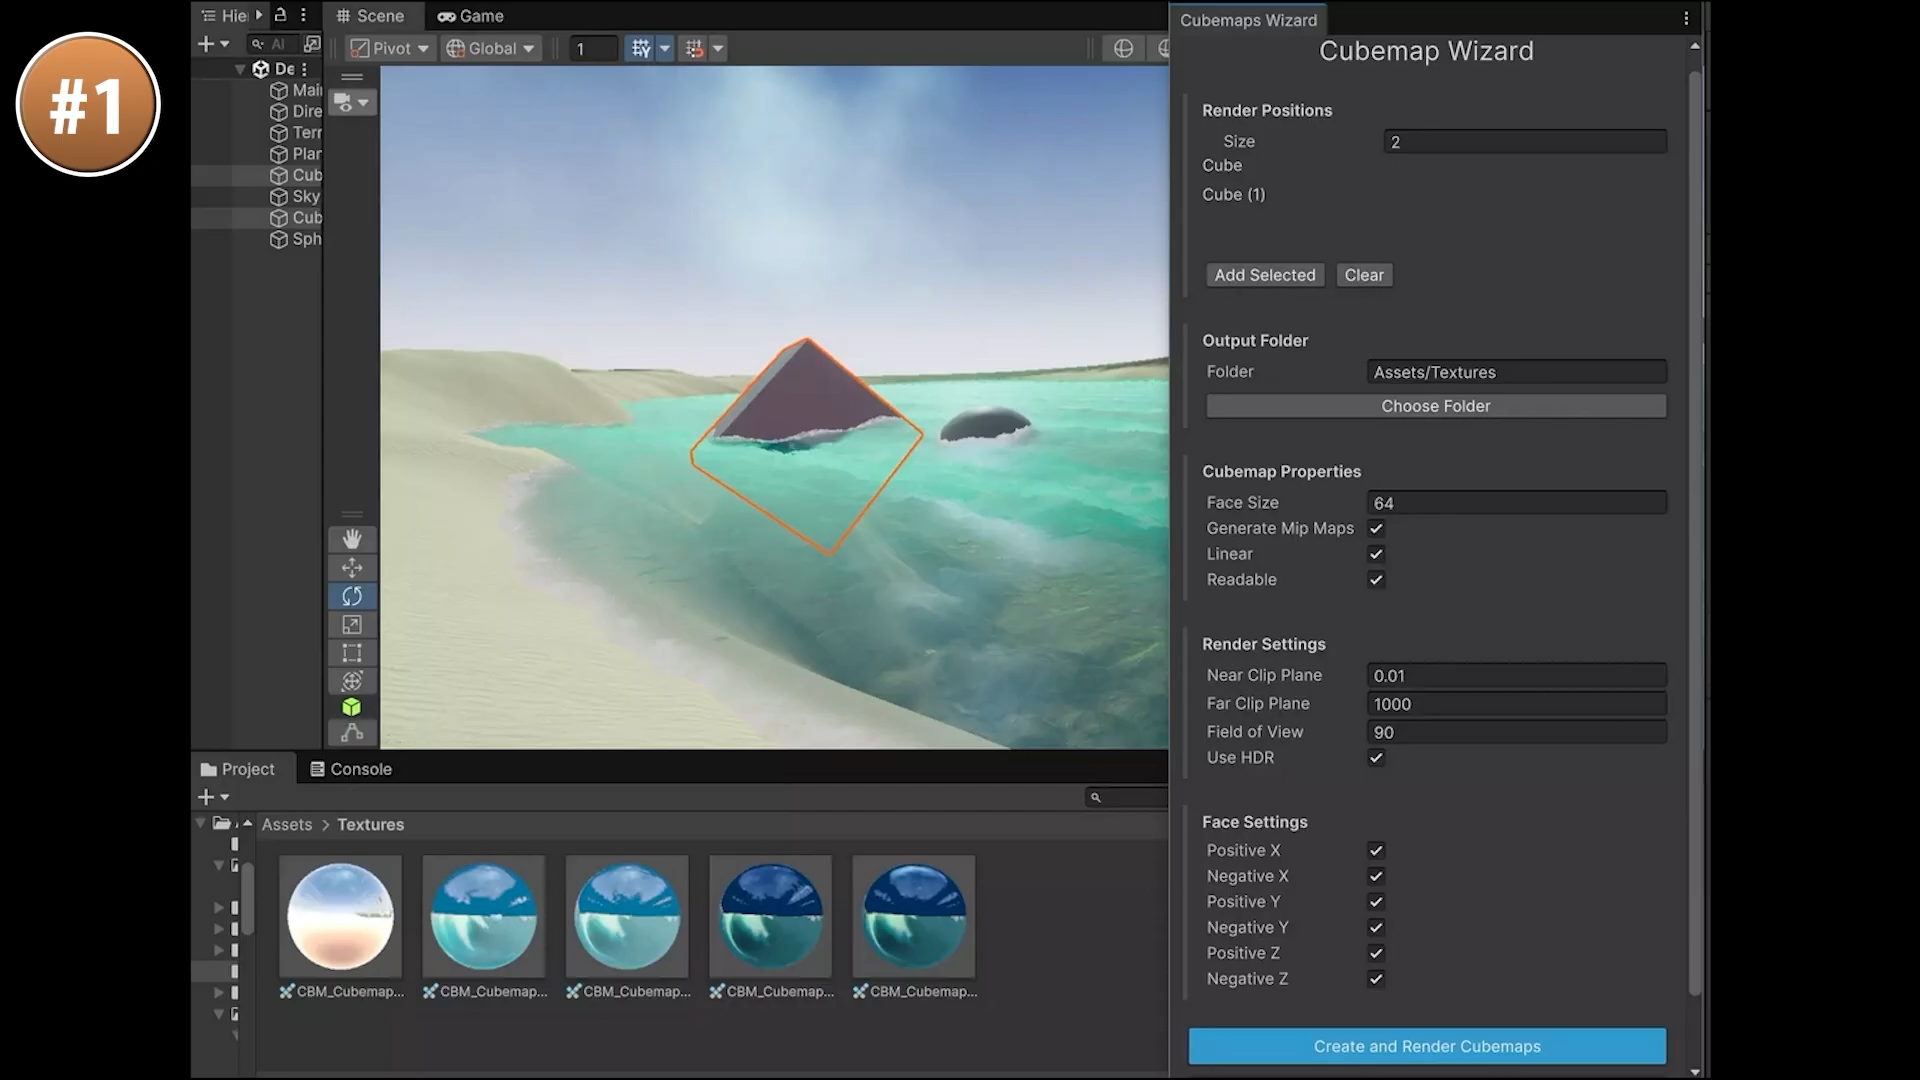 #1
Hie
Scene
Game
Al
Pivot
Global
1
De
Mai
Dire
Terr
Plan
Cub
Sky
Cub
Sph
Cubemaps Wizard
Cubemap Wizard
Render Positions
Size
2
Cube
Cube (1)
Add Selected
Clear
Output Folder
Folder
Assets/Textures
Choose Folder
Cubemap Properties
Face Size
64
Generate Mip Maps
Linear
Readable
Render Settings
Near Clip Plane
0.01
Far Clip Plane
1000
Field of View
90
Use HDR
Face Settings
Positive X
Negative X
Positive Y
Negative Y
Positive Z
Negative Z
Create and Render Cubemaps
Project
Console
Assets > Textures
CBM_Cubemap...
CBM_Cubemap...
CBM_Cubemap...
CBM_Cubemap...
CBM_Cubemap...